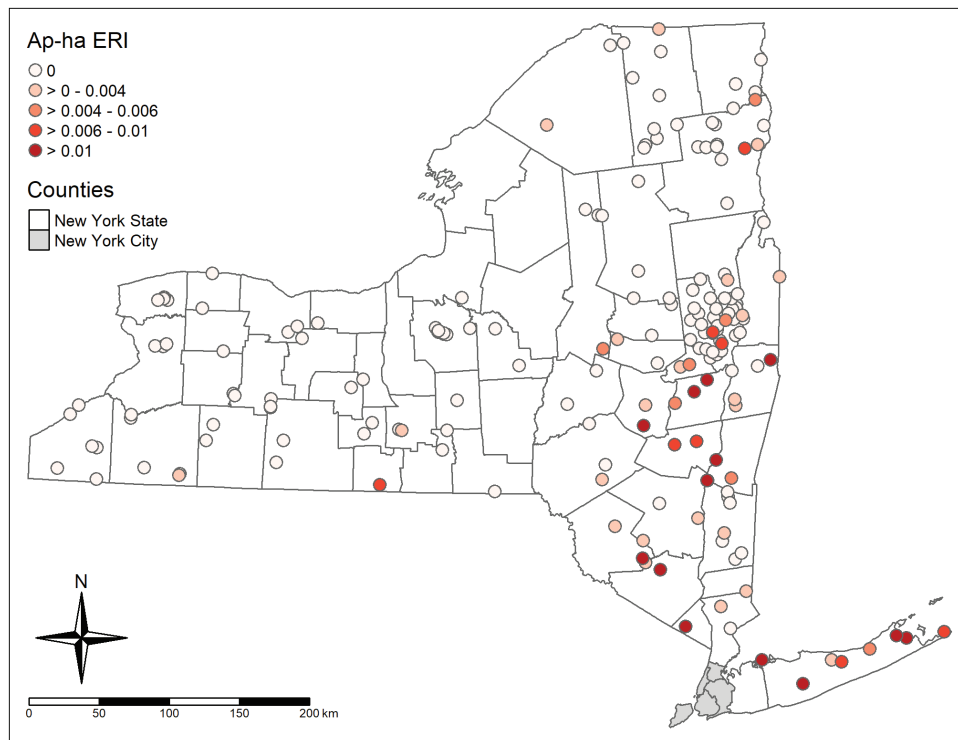 Ap-ha ERI
0
> 0 - 0.004
> 0.004 - 0.006
> 0.006 - 0.01
> 0.01
Counties
New York State
New York City
N
0 50 100 150 200 km